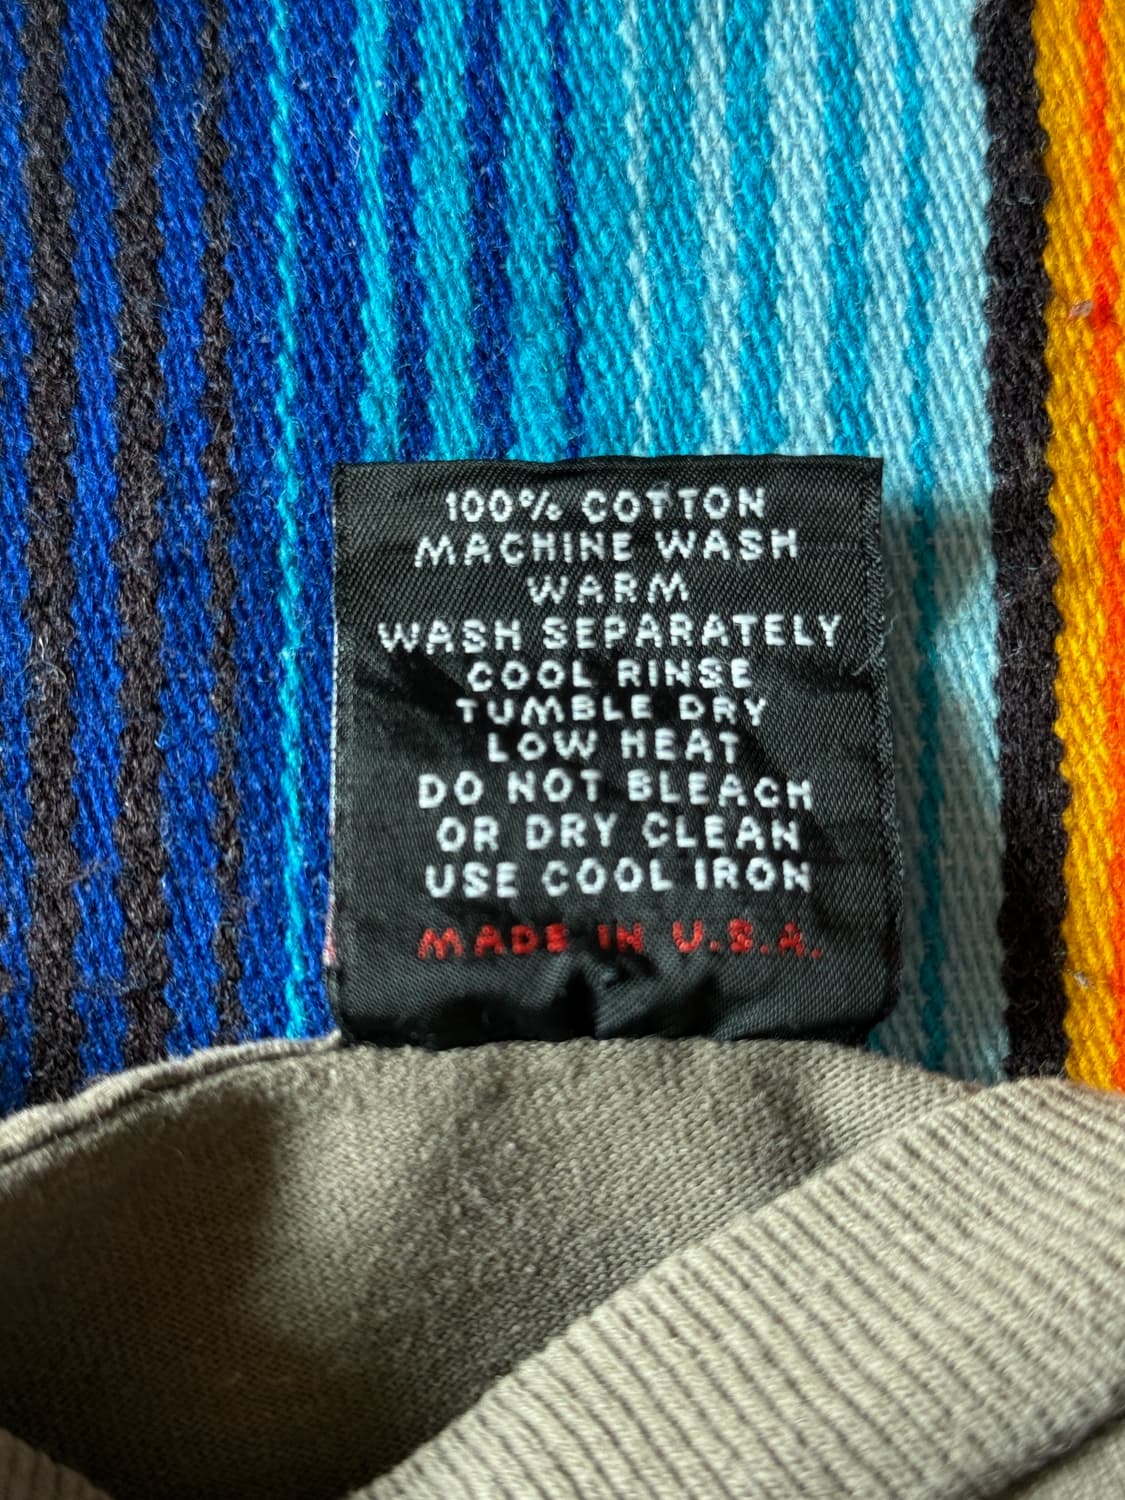 100% COTTON
MACHINE WASH
WARM
WASH SEPARATELY
COOL RINSE
TUMBLE DRY
LOW HEAT
DO NOT BLEACH
OR DRY CLEAN
USE COOL IRON
MADE IN U.S.A.